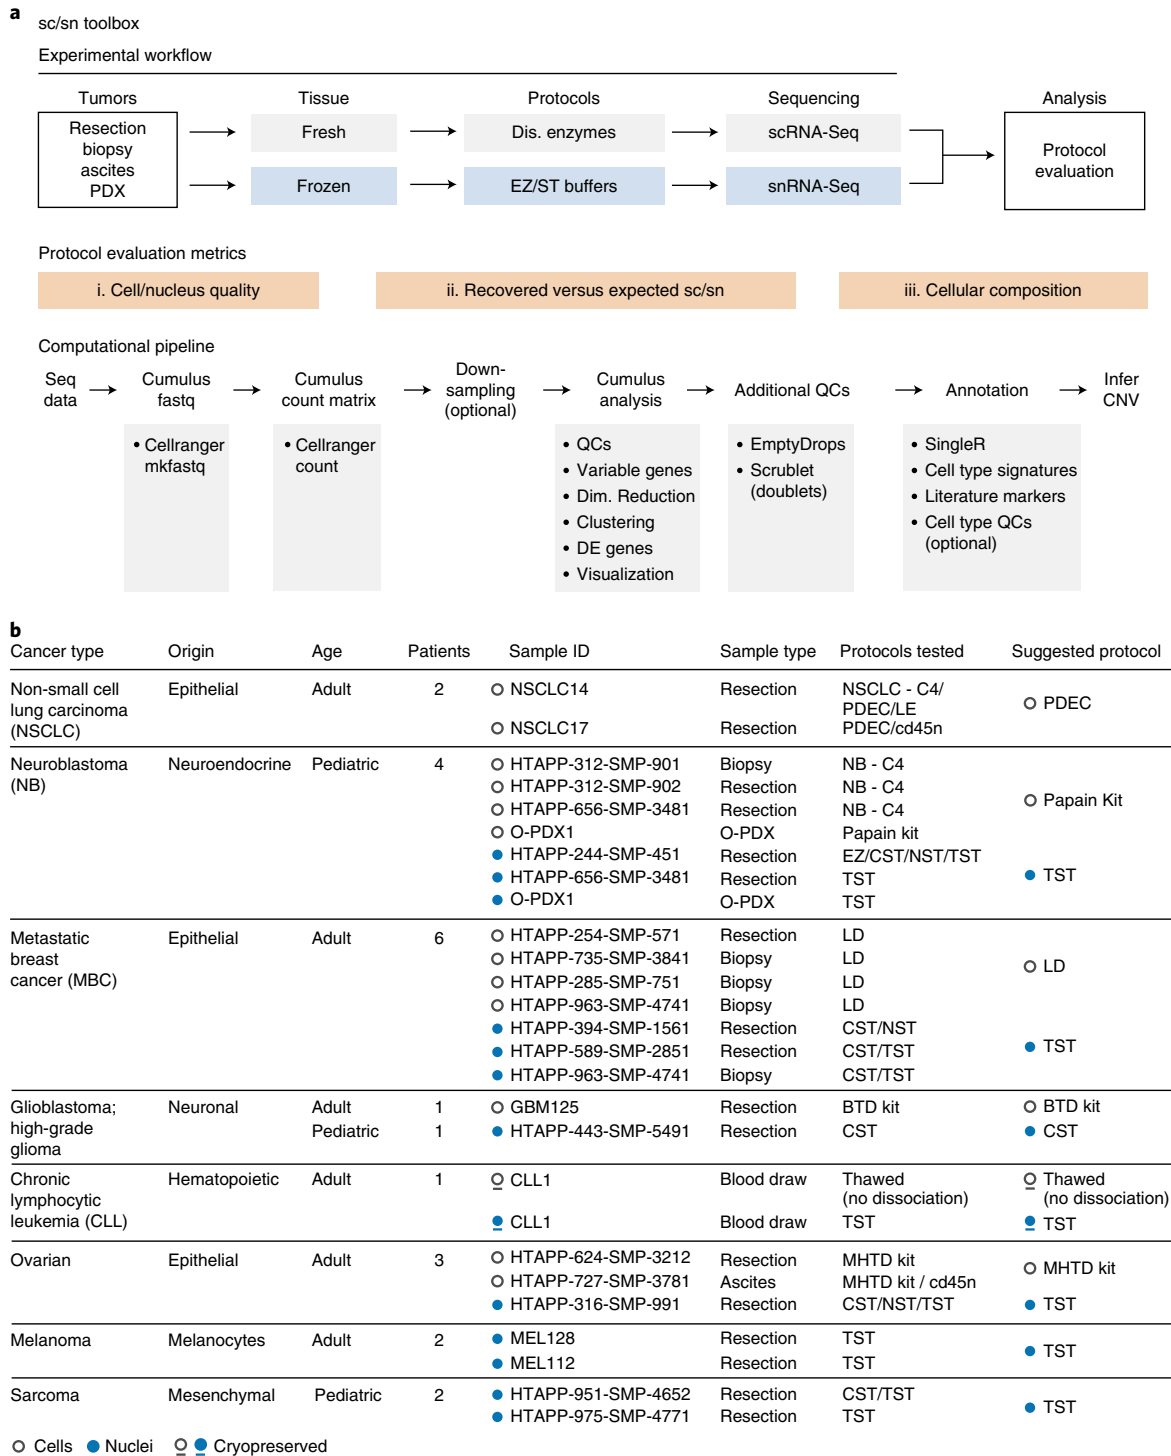 a
sc/sn toolbox
Experimental workflow
Tumors Tissue Protocols Sequencing Analysis
Resection
biopsy
ascites
PDX
Fresh Dis. enzymes scRNA-Seq
Frozen EZ/ST buffers snRNA-Seq
Protocol
evaluation
Protocol evaluation metrics
i. Cell/nucleus quality ii. Recovered versus expected sc/sn iii. Cellular composition
Computational pipeline
Seq
data
Cumulus
fastq
Cumulus
count matrix
Down-
sampling
(optional)
Cumulus
analysis
Additional QCs
Annotation
Infer
CNV
• Cellranger
mkfastq
• Cellranger
count
• QCs
• Variable genes
• Dim. Reduction
• Clustering
• DE genes
• Visualization
• EmptyDrops
• Scrublet
(doublets)
• SingleR
• Cell type signatures
• Literature markers
• Cell type QCs
(optional)
b
Cancer type Origin Age Patients Sample ID Sample type Protocols tested Suggested protocol
Non-small cell
lung carcinoma
(NSCLC)
Epithelial Adult 2
NSCLC14 Resection NSCLC - C4/
PDEC/LE
NSCLC17 Resection PDEC/cd45n
PDEC
Neuroblastoma
(NB)
Neuroendocrine Pediatric 4
HTAPP-312-SMP-901 Biopsy NB - C4
HTAPP-312-SMP-902 Resection NB - C4
HTAPP-656-SMP-3481 Resection NB - C4
O-PDX1 O-PDX Papain kit
HTAPP-244-SMP-451 Resection EZ/CST/NST/TST
HTAPP-656-SMP-3481 Resection TST
O-PDX1 O-PDX TST
Papain Kit
TST
Metastatic
breast
cancer (MBC)
Epithelial Adult 6
HTAPP-254-SMP-571 Resection LD
HTAPP-735-SMP-3841 Biopsy LD
HTAPP-285-SMP-751 Biopsy LD
HTAPP-963-SMP-4741 Biopsy LD
HTAPP-394-SMP-1561 Resection CST/NST
HTAPP-589-SMP-2851 Resection CST/TST
HTAPP-963-SMP-4741 Biopsy CST/TST
LD
TST
Glioblastoma;
high-grade
glioma
Neuronal
Adult 1 GBM125 Resection BTD kit BTD kit
Pediatric 1 HTAPP-443-SMP-5491 Resection CST CST
Chronic
lymphocytic
leukemia (CLL)
Hematopoietic Adult 1
CLL1 Blood draw Thawed
(no dissociation)
Thawed
(no dissociation)
CLL1 Blood draw TST TST
Ovarian Epithelial Adult 3
HTAPP-624-SMP-3212 Resection MHTD kit
HTAPP-727-SMP-3781 Ascites MHTD kit / cd45n
HTAPP-316-SMP-991 Resection CST/NST/TST
MHTD kit
TST
Melanoma Melanocytes Adult 2
MEL128 Resection TST
MEL112 Resection TST
TST
Sarcoma Mesenchymal Pediatric 2
HTAPP-951-SMP-4652 Resection CST/TST
HTAPP-975-SMP-4771 Resection TST
TST
Cells Nuclei Cryopreserved